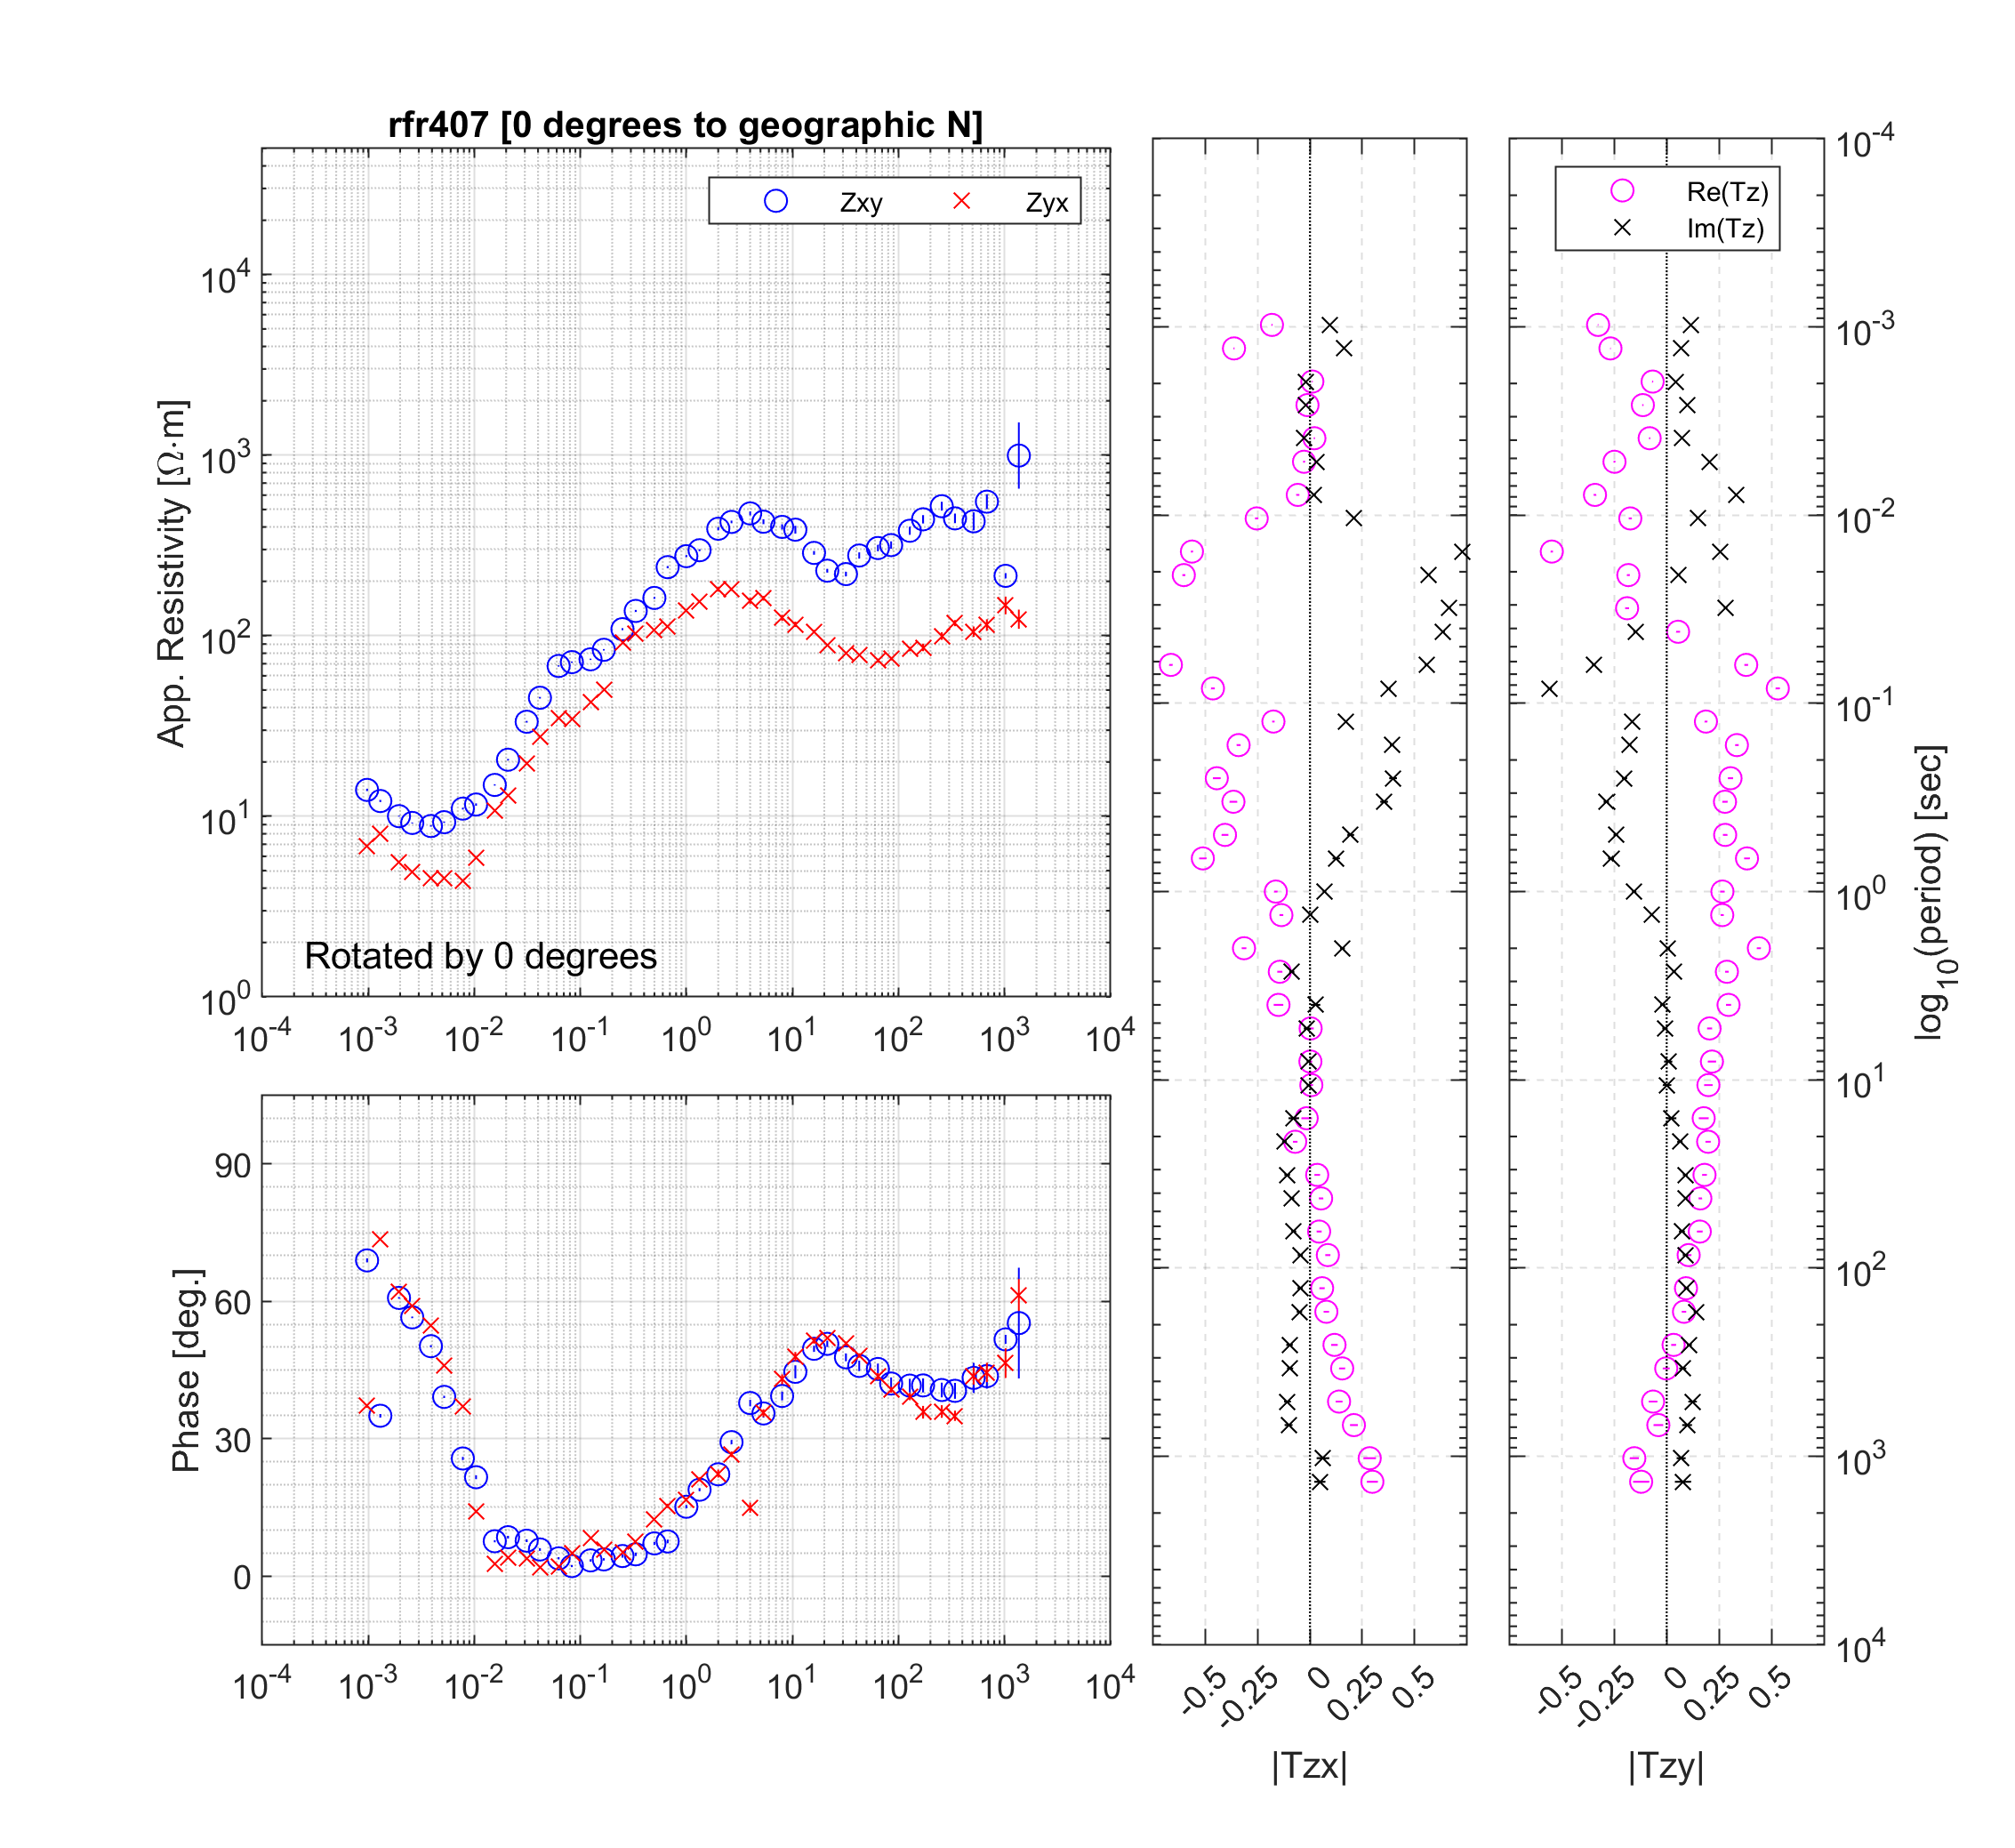 rfr407 [0 degrees to geographic N]
Zxy Zyx
App. Resistivity [Ω·m]
10^4
10^3
10^2
10^1
10^0
Rotated by 0 degrees
10^-4 10^-3 10^-2 10^-1 10^0 10^1 10^2 10^3 10^4
Phase [deg.]
90
60
30
0
10^-4 10^-3 10^-2 10^-1 10^0 10^1 10^2 10^3 10^4
-0.5 -0.25 0 0.25 0.5
|Tzx|
Re(Tz)
Im(Tz)
-0.5 -0.25 0 0.25 0.5
|Tzy|
10^-4
10^-3
10^-2
10^-1
10^0
10^1
10^2
10^3
10^4
log_10(period) [sec]